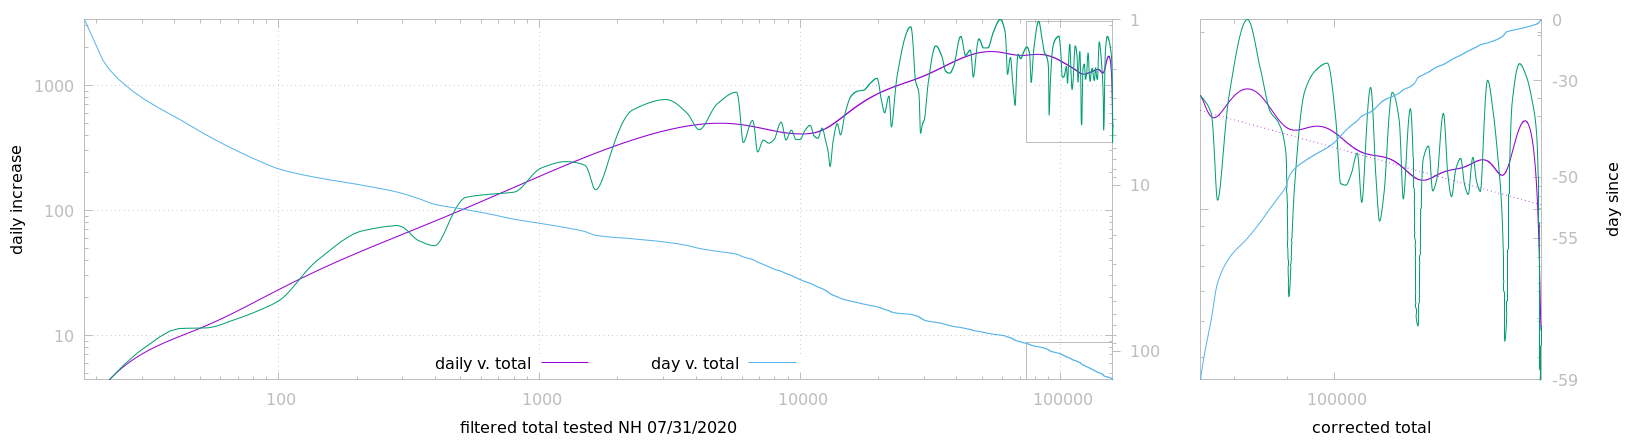 1
0
1000
-30
daily increase
100
10
-50
day since
-55
10
daily v. total
day v. total
100
-59
100
1000
10000
100000
100000
filtered total tested NH 07/31/2020
corrected total